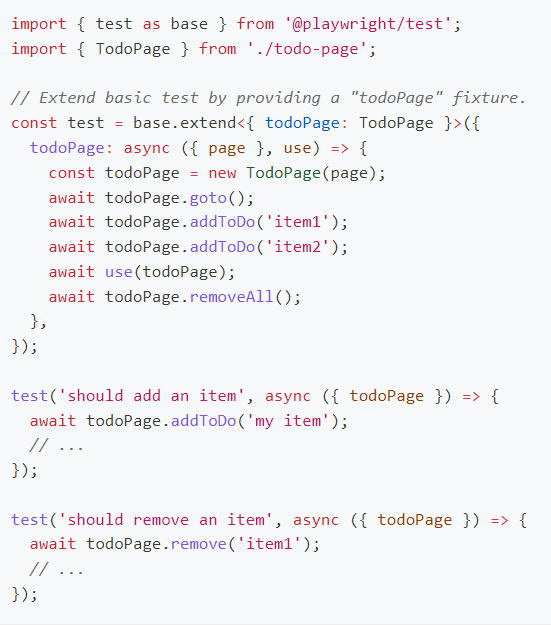 import { test as base } from '@playwright/test';
import { TodoPage } from './todo-page';

// Extend basic test by providing a "todoPage" fixture.
const test = base.extend<{ todoPage: TodoPage }>({
  todoPage: async ({ page }, use) => {
    const todoPage = new TodoPage(page);
    await todoPage.goto();
    await todoPage.addToDo('item1');
    await todoPage.addToDo('item2');
    await use(todoPage);
    await todoPage.removeAll();
  },
});

test('should add an item', async ({ todoPage }) => {
  await todoPage.addToDo('my item');
  // ...
});

test('should remove an item', async ({ todoPage }) => {
  await todoPage.remove('item1');
  // ...
});